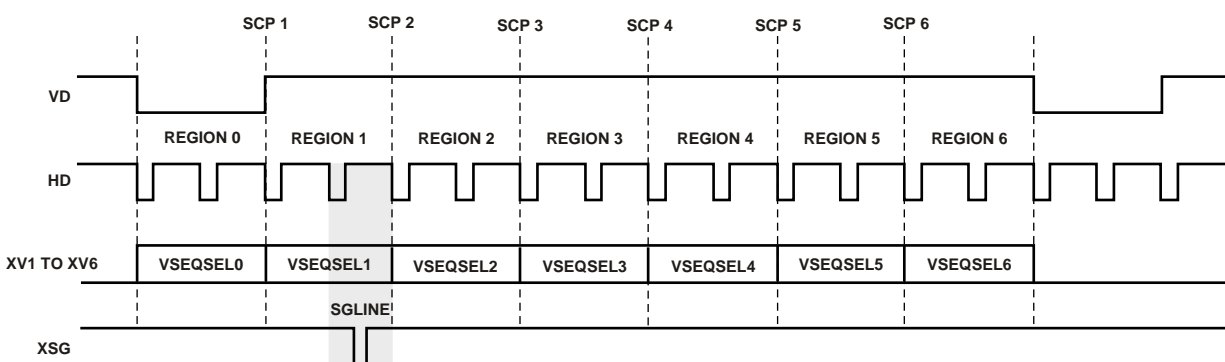 SCP 1 SCP 2 SCP 3 SCP 4 SCP 5 SCP 6
VD
REGION 0 REGION 1 REGION 2 REGION 3 REGION 4 REGION 5 REGION 6
HD
XV1 TO XV6 VSEQSEL0 VSEQSEL1 VSEQSEL2 VSEQSEL3 VSEQSEL4 VSEQSEL5 VSEQSEL6
SGLINE
XSG